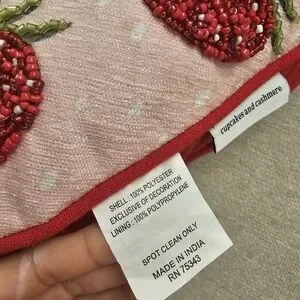 cupcakes and cashmere
SHELL: 100% POLYESTER
EXCLUSIVE OF DECORATION
LINING: 100% POLYPROPYLENE
SPOT CLEAN ONLY
MADE IN INDIA
RN 75343